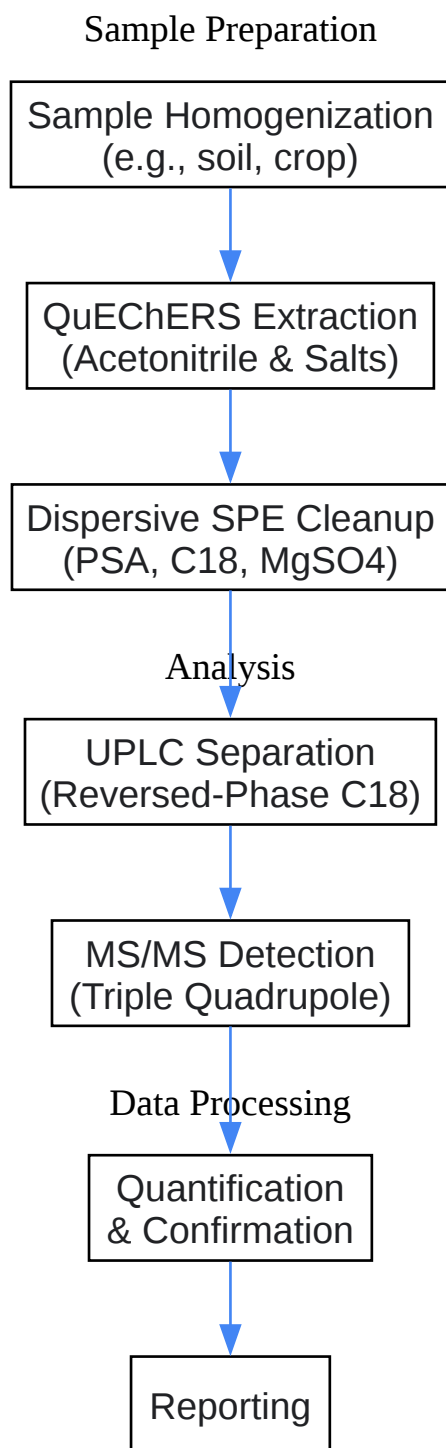 Sample Preparation
Sample Homogenization
(e.g., soil, crop)
QuEChERS Extraction
(Acetonitrile & Salts)
Dispersive SPE Cleanup
(PSA, C18, MgSO4)
Analysis
UPLC Separation
(Reversed-Phase C18)
MS/MS Detection
(Triple Quadrupole)
Data Processing
Quantification
& Confirmation
Reporting